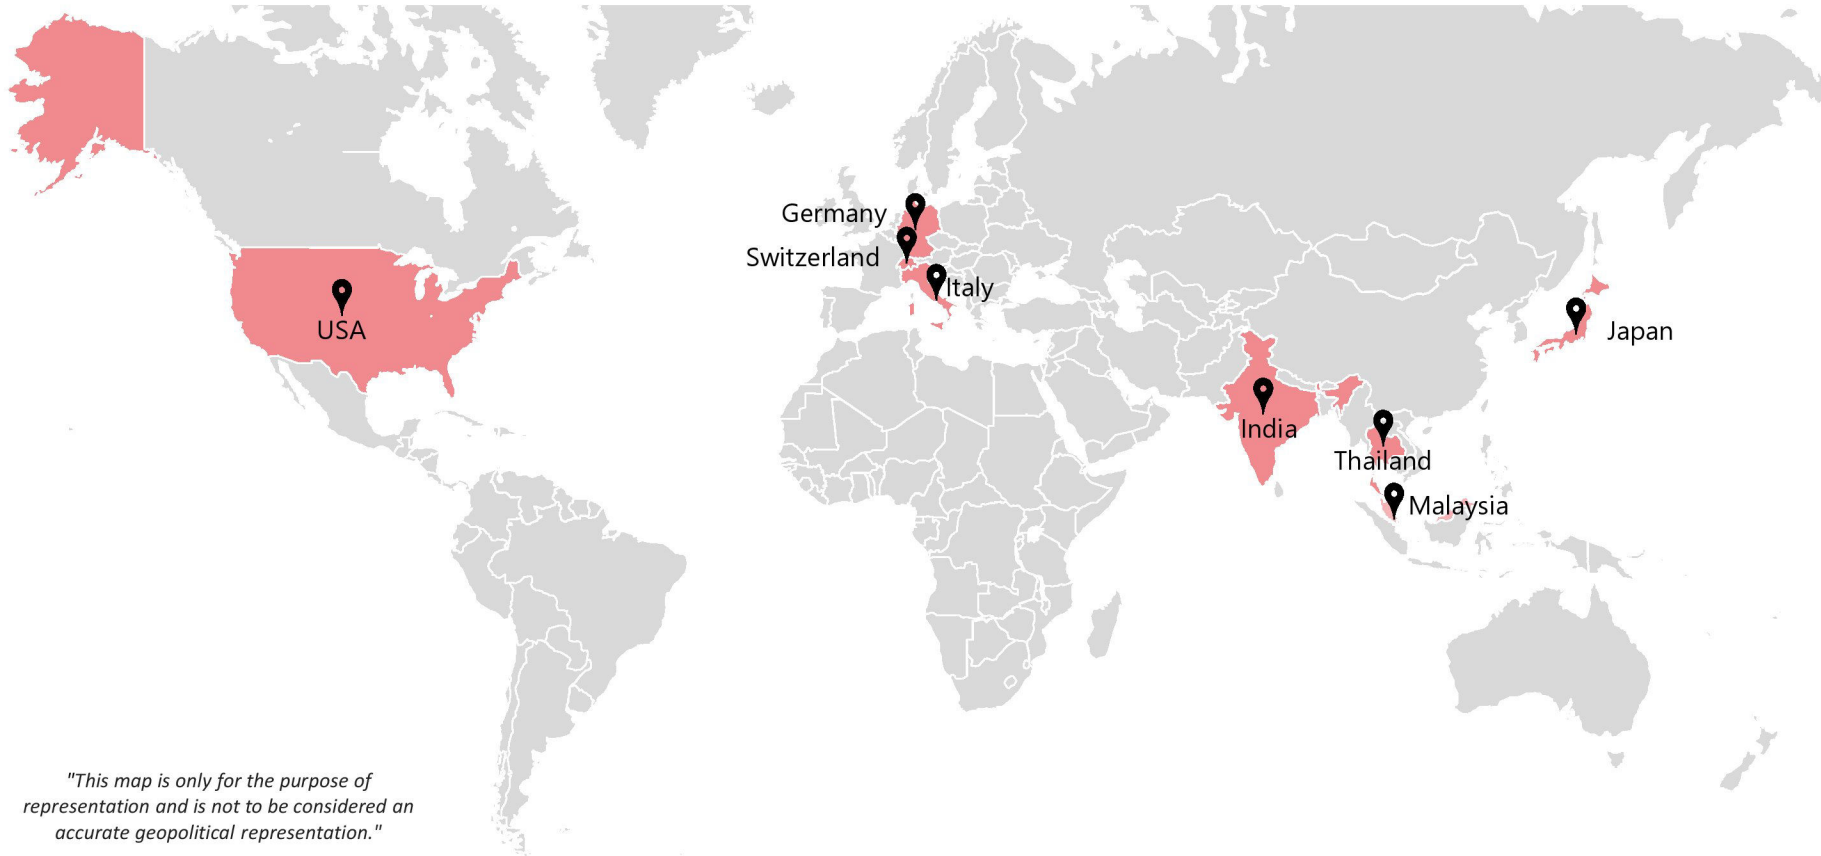 Germany
Switzerland
Italy
USA
Japan
India
Thailand
Malaysia
"This map is only for the purpose of
representation and is not to be considered an
accurate geopolitical representation."